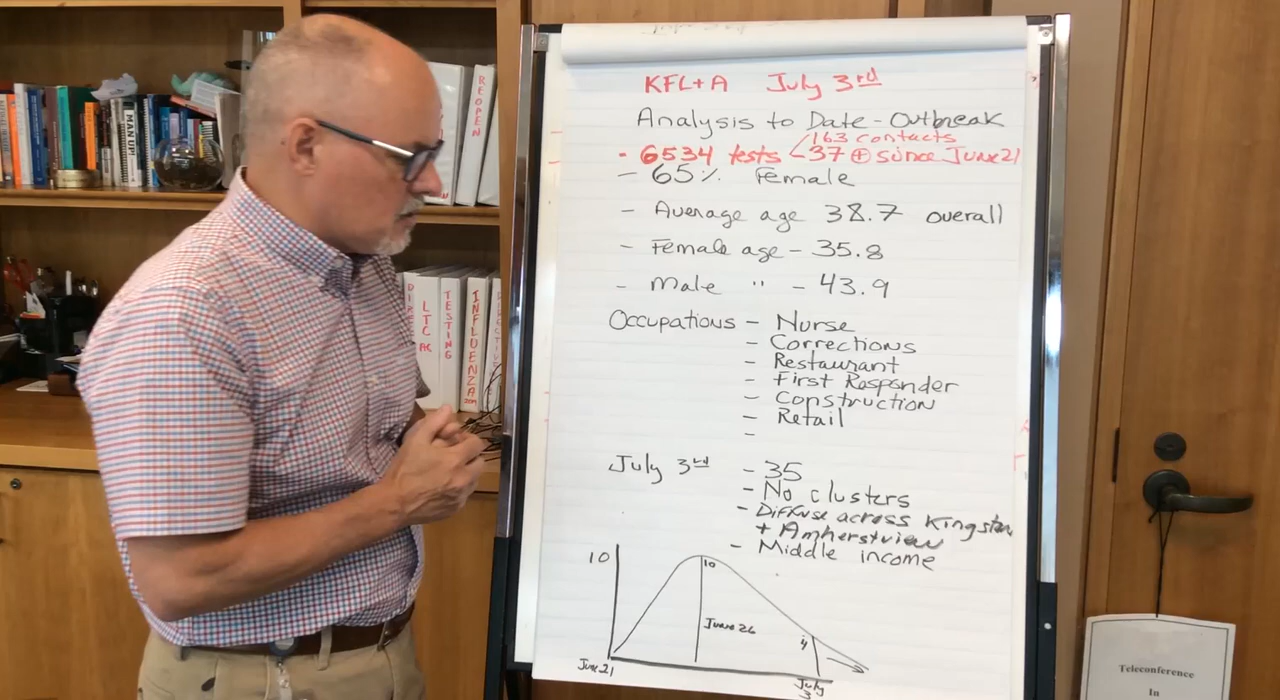 KFL+A July 3rd
Analysis to Date - Outbreak
163 contacts
- 6534 tests 37 + since June 21
- 65% Female
- Average age 38.7 overall
- Female age - 35.8
- Male " - 43.9
Occupations - Nurse
- Corrections
- Restaurant
- First Responder
- Construction
- Retail
-
July 3rd - 35
- No clusters
- Diffuse across Kingston
+ Amherstview
- Middle income
10
10
June 26
4
June 21
July
3
REOPEN
MAN UP
LTC
TESTING
INFLUENZA
Teleconference
In